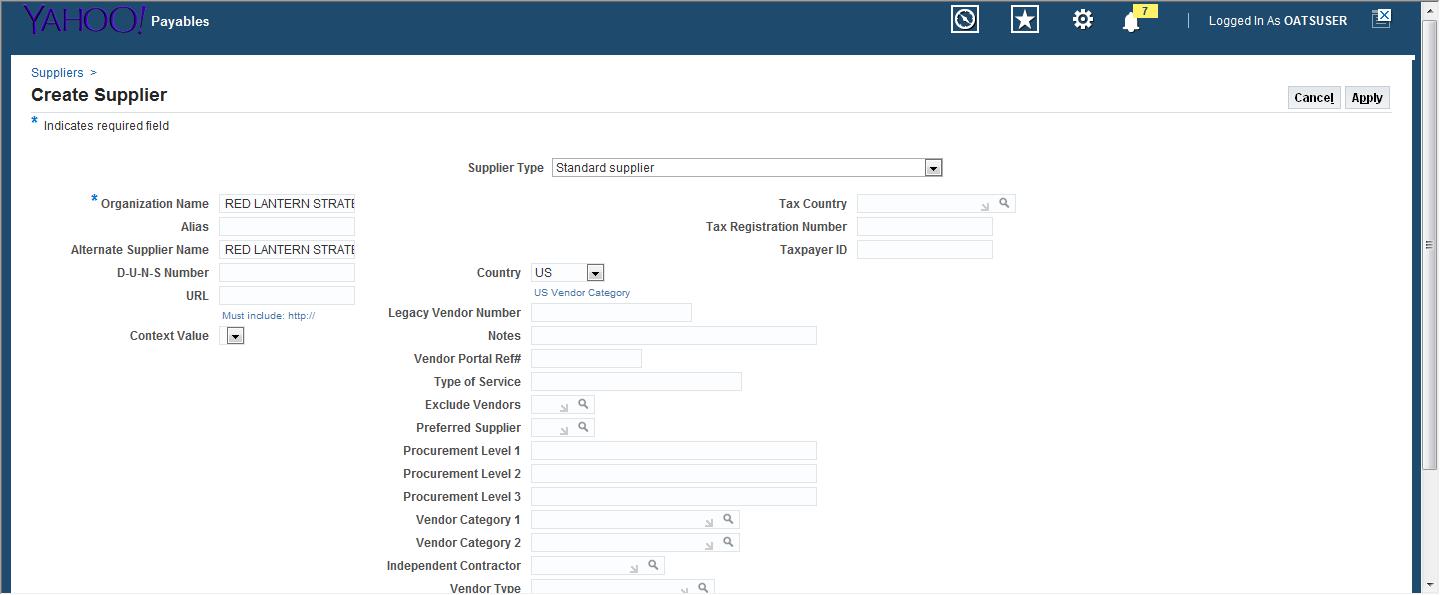 YAHOO! Payables
7
Logged In As OATSUSER
Suppliers >
Create Supplier
Cancel Apply
* Indicates required field
Supplier Type Standard supplier
* Organization Name RED LANTERN STRATE
Tax Country
Alias
Tax Registration Number
Alternate Supplier Name RED LANTERN STRATE
Taxpayer ID
D-U-N-S Number
Country US
URL
US Vendor Category
Must include: http://
Legacy Vendor Number
Context Value
Notes
Vendor Portal Ref#
Type of Service
Exclude Vendors
Preferred Supplier
Procurement Level 1
Procurement Level 2
Procurement Level 3
Vendor Category 1
Vendor Category 2
Independent Contractor
Vendor Type